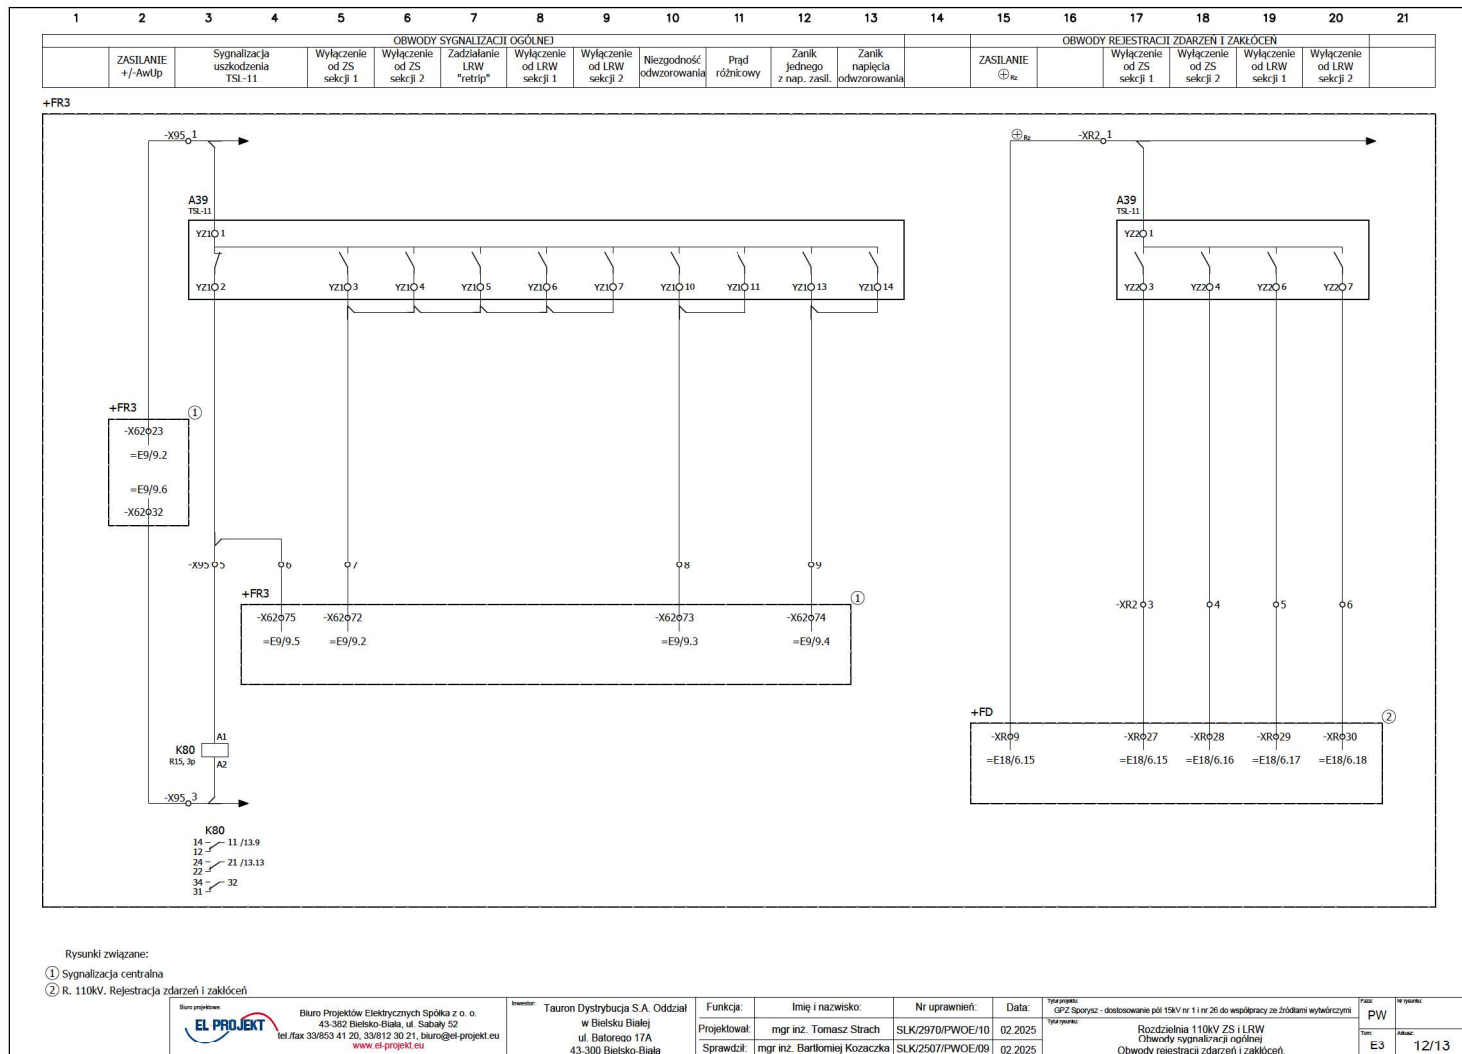 1 2 3 4 5 6 7 8 9 10 11 12 13 14 15 16 17 18 19 20 21
OBWODY SYGNALIZACJI OGÓLNEJ
OBWODY REJESTRACJI ZDARZEŃ I ZAKŁÓCEŃ
ZASILANIE
+/-AwUp
Sygnalizacja
uszkodzenia
TSL-11
Wyłączenie
od ZS
sekcji 1
Wyłączenie
od ZS
sekcji 2
Zadziałanie
LRW
"retrip"
Wyłączenie
od LRW
sekcji 1
Wyłączenie
od LRW
sekcji 2
Niezgodność
odwzorowania
Prąd
różnicowy
Zanik
jednego
z nap. zasil.
Zanik
napięcia
odwzorowania
ZASILANIE
Rz
Wyłączenie
od ZS
sekcji 1
Wyłączenie
od ZS
sekcji 2
Wyłączenie
od LRW
sekcji 1
Wyłączenie
od LRW
sekcji 2
+FR3
-X95 1
Rz
-XR2 1
A39
TSL-11
A39
TSL-11
YZ1 1
YZ2 1
YZ1 2
YZ1 3
YZ1 4
YZ1 5
YZ1 6
YZ1 7
YZ1 10
YZ1 11
YZ1 13
YZ1 14
YZ2 3
YZ2 4
YZ2 6
YZ2 7
+FR3
1
-X62 23
=E9/9.2
=E9/9.6
-X62 32
-X95 5
6
7
8
9
+FR3
1
-X62 75
-X62 72
-X62 73
-X62 74
=E9/9.5
=E9/9.2
=E9/9.3
=E9/9.4
-XR2 3
4
5
6
+FD
2
-XR 9
-XR 27
-XR 28
-XR 29
-XR 30
=E18/6.15
=E18/6.15
=E18/6.16
=E18/6.17
=E18/6.18
A1
K80
R15, 3p
A2
-X95 3
K80
14 11 /13.9
12
24 21 /13.13
22
34 32
31
Rysunki związane:
1 Sygnalizacja centralna
2 R. 110kV. Rejestracja zdarzeń i zakłóceń
Biuro projektowe:
EL PROJEKT
Biuro Projektów Elektrycznych Spółka z o. o.
43-382 Bielsko-Biała, ul. Sabały 52
tel./fax 33/853 41 20, 33/812 30 21, biuro@el-projekt.eu
www.el-projekt.eu
Inwestor:
Tauron Dystrybucja S.A. Oddział
w Bielsku Białej
ul. Batorego 17A
43-300 Bielsko-Biała
Funkcja: Imię i nazwisko: Nr uprawnień: Data:
Projektował: mgr inż. Tomasz Strach SLK/2970/PWOE/10 02.2025
Sprawdził: mgr inż. Bartłomiej Kozaczka SLK/2507/PWOE/09 02.2025
Tytuł projektu:
GPZ Sporysz - dostosowanie pól 15kV nr 1 i nr 26 do współpracy ze źródłami wytwórczymi
Tytuł rysunku:
Rozdzielnia 110kV ZS i LRW
Obwody sygnalizacji ogólnej
Obwody rejestracji zdarzeń i zakłóceń.
Faza:
PW
Nr rysunku:
Tom:
E3
Arkusz:
12/13